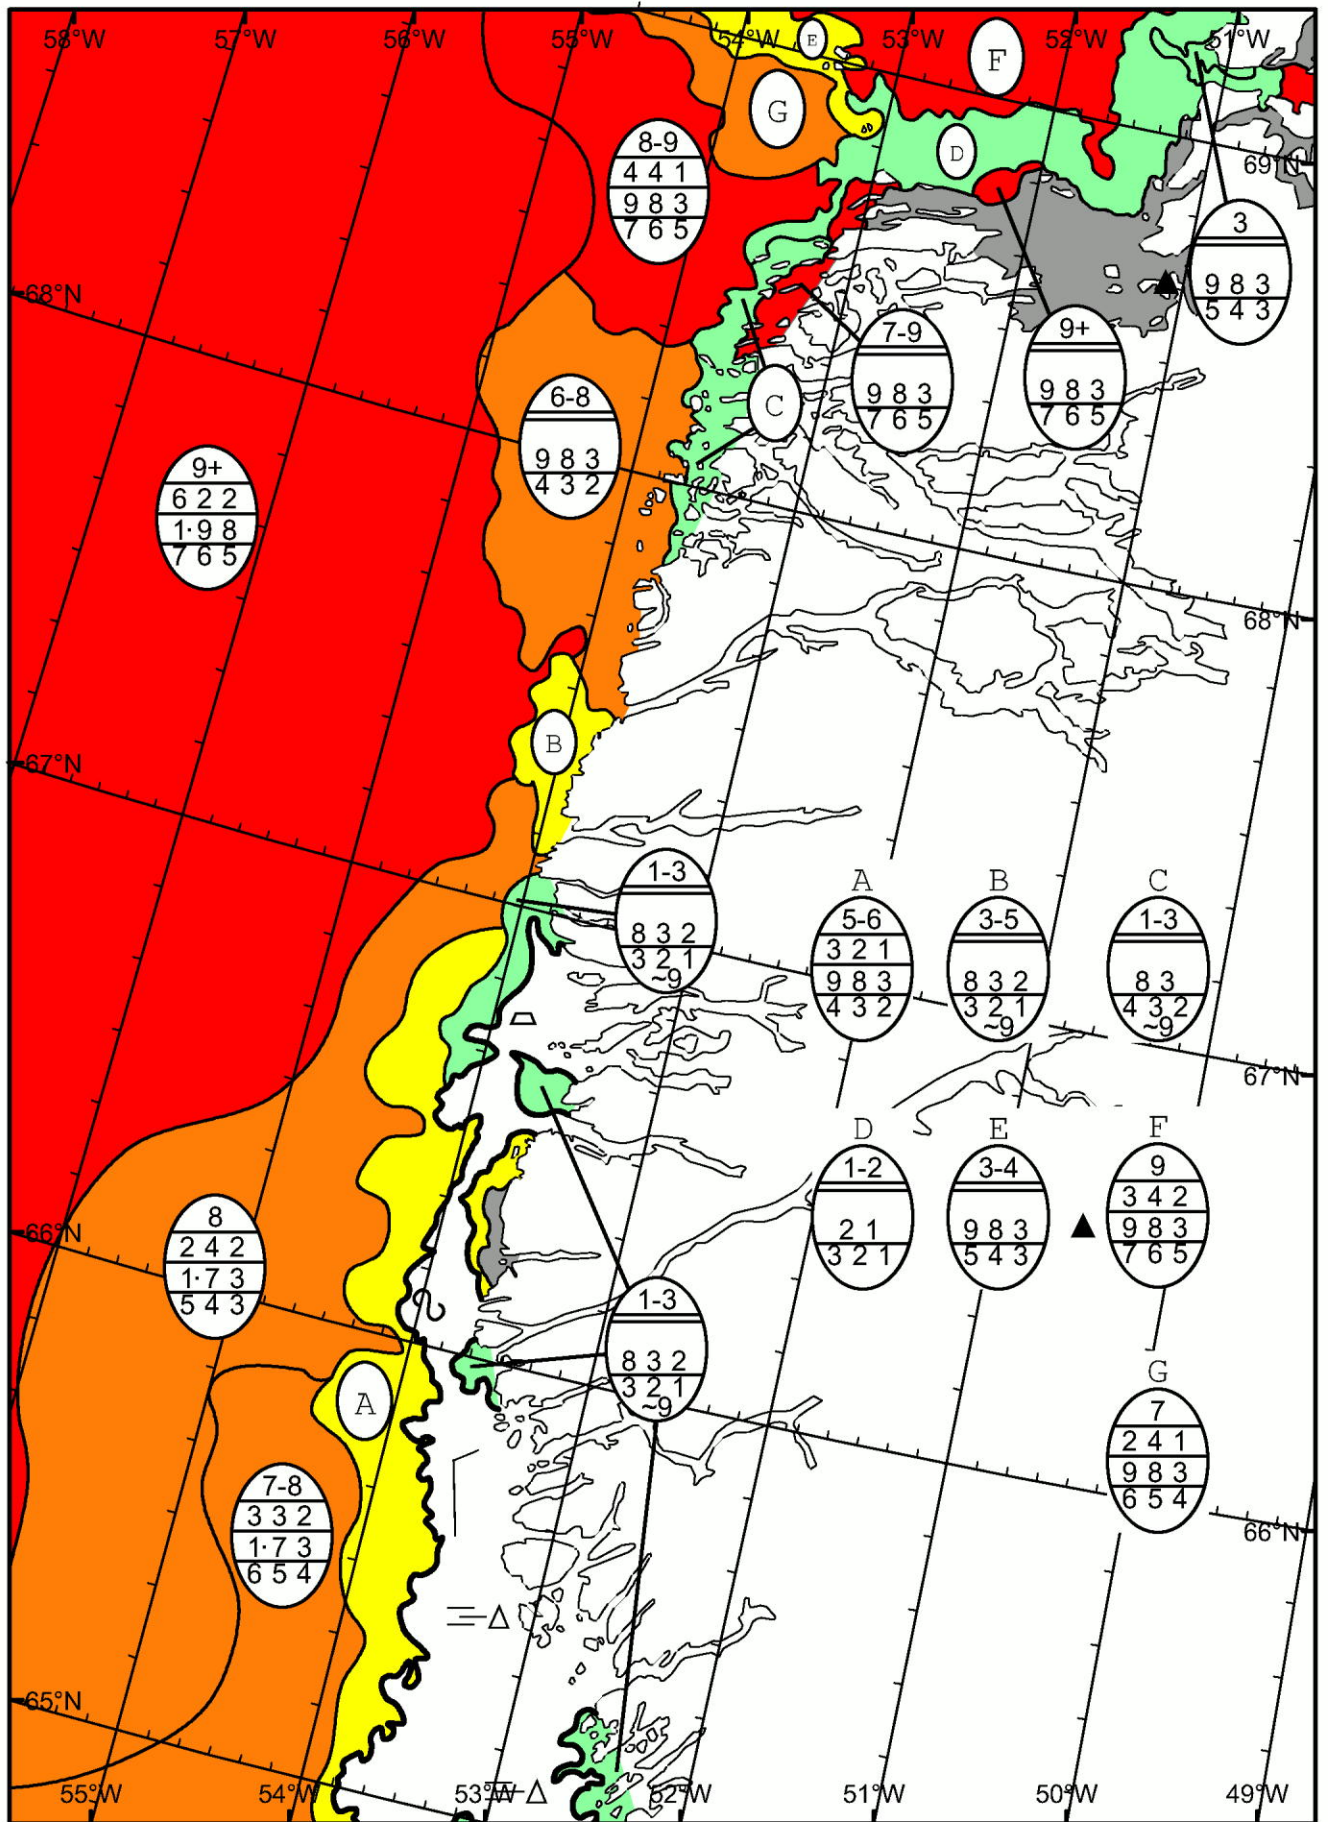 58°W 57°W 56°W 55°W 54°W 53°W 52°W 51°W
E
F
G
D
69°N
8-9
4 4 1
9 8 3
7 6 5
3
9 8 3
5 4 3
68°N
7-9
9 8 3
7 6 5
9+
9 8 3
7 6 5
C
6-8
9 8 3
4 3 2
9+
6 2 2
1·9 8
7 6 5
68°N
B
67°N
1-3
8 3 2
3 2 1
~9
A
5-6
3 2 1
9 8 3
4 3 2
B
3-5
8 3 2
3 2 1
~9
C
1-3
8 3
4 3 2
~9
67°N
D
1-2
2 1
3 2 1
E
3-4
9 8 3
5 4 3
F
9
3 4 2
9 8 3
7 6 5
66°N
8
2 4 2
1·7 3
5 4 3
1-3
8 3 2
3 2 1
~9
A
G
7
2 4 1
9 8 3
6 5 4
7-8
3 3 2
1·7 3
6 5 4
66°N
65°N
55°W 54°W 53°W 52°W 51°W 50°W 49°W